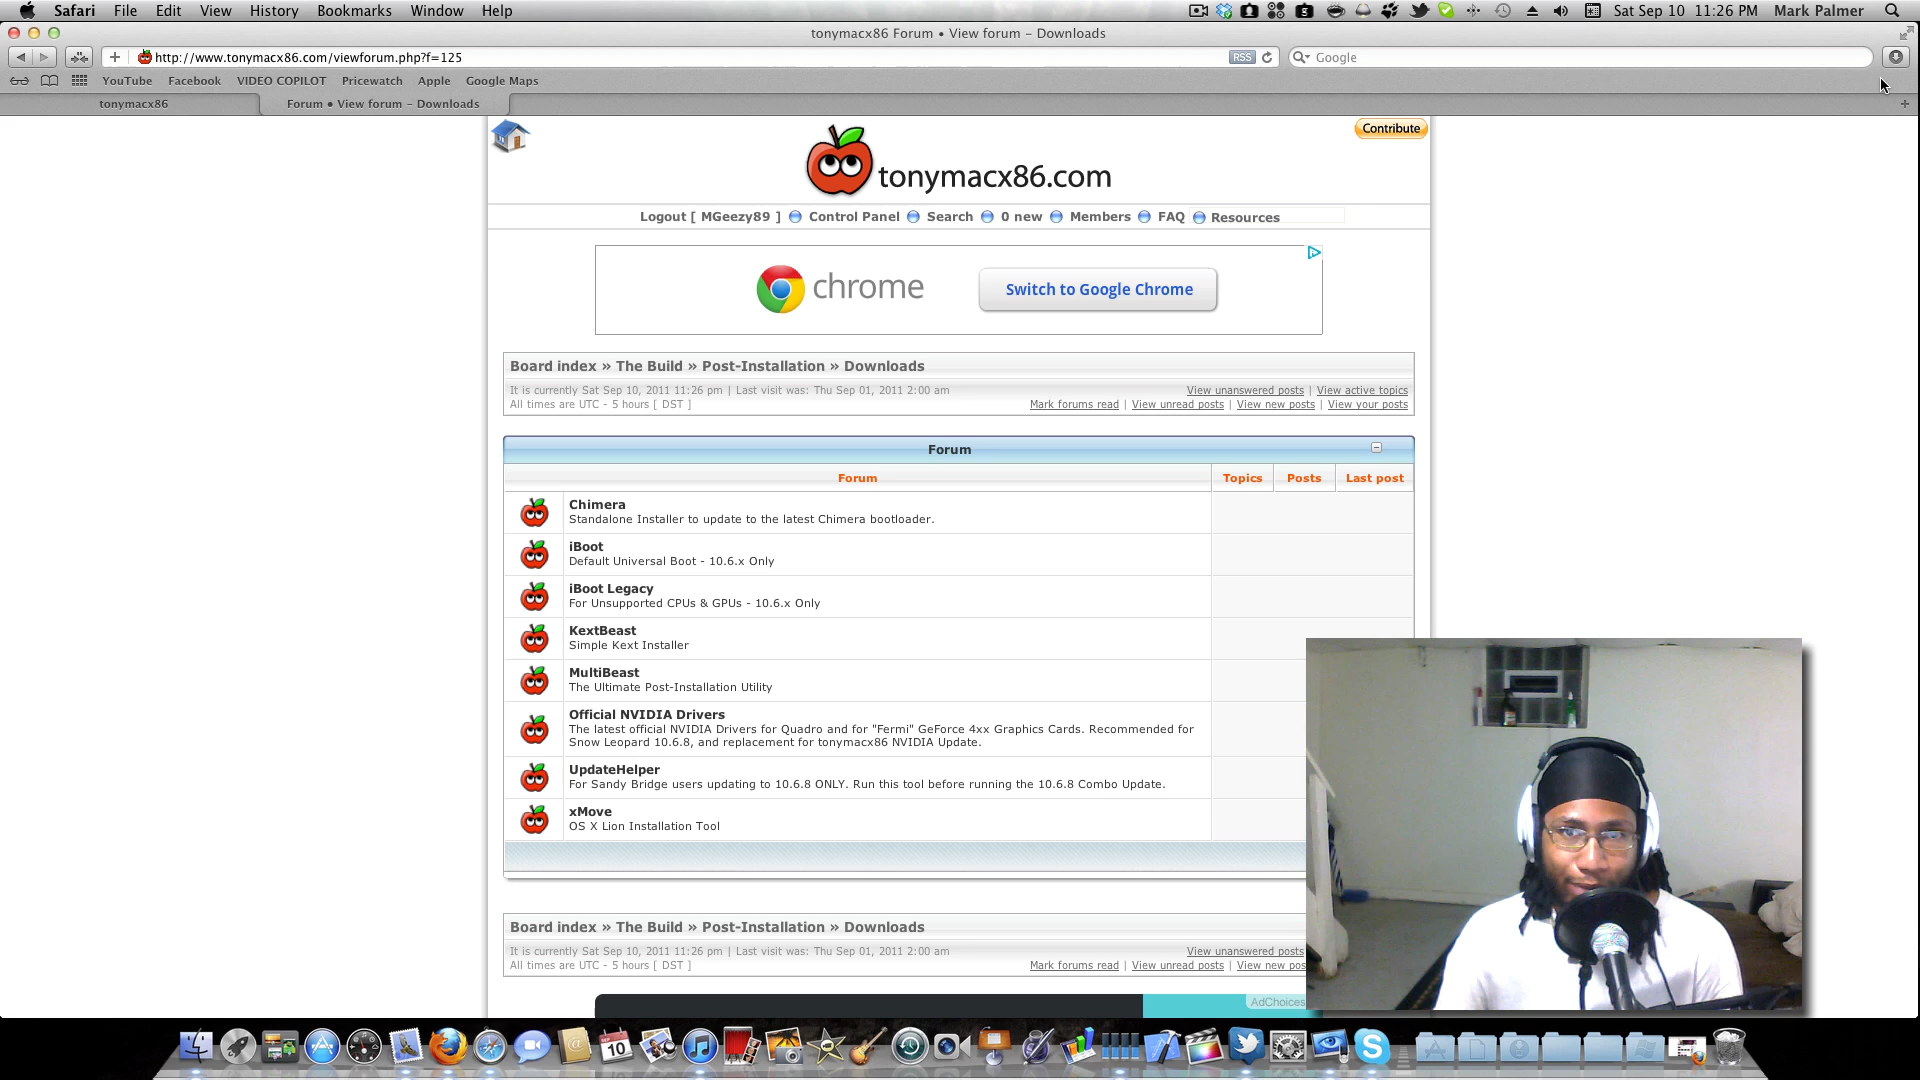 Safari File Edit View History Bookmarks Window Help Sat Sep 10 11:26 PM Mark Palmer
tonymacx86 Forum • View forum – Downloads
http://www.tonymacx86.com/viewforum.php?f=125 RSS Google
YouTube Facebook VIDEO COPILOT Pricewatch Apple Google Maps
tonymacx86 Forum • View forum – Downloads
Contribute
tonymacx86.com
Logout [ MGeezy89 ] Control Panel Search 0 new Members FAQ Resources
chrome Switch to Google Chrome
Board index » The Build » Post-Installation » Downloads
It is currently Sat Sep 10, 2011 11:26 pm | Last visit was: Thu Sep 01, 2011 2:00 am View unanswered posts | View active topics
All times are UTC - 5 hours [ DST ] Mark forums read | View unread posts | View new posts | View your posts
Forum
Forum Topics Posts Last post
Chimera
Standalone Installer to update to the latest Chimera bootloader.
iBoot
Default Universal Boot - 10.6.x Only
iBoot Legacy
For Unsupported CPUs & GPUs - 10.6.x Only
KextBeast
Simple Kext Installer
MultiBeast
The Ultimate Post-Installation Utility
Official NVIDIA Drivers
The latest official NVIDIA Drivers for Quadro and for "Fermi" GeForce 4xx Graphics Cards. Recommended for
Snow Leopard 10.6.8, and replacement for tonymacx86 NVIDIA Update.
UpdateHelper
For Sandy Bridge users updating to 10.6.8 ONLY. Run this tool before running the 10.6.8 Combo Update.
xMove
OS X Lion Installation Tool
Board index » The Build » Post-Installation » Downloads
It is currently Sat Sep 10, 2011 11:26 pm | Last visit was: Thu Sep 01, 2011 2:00 am View unanswered posts
All times are UTC - 5 hours [ DST ] Mark forums read | View unread posts | View new pos
AdChoices
10